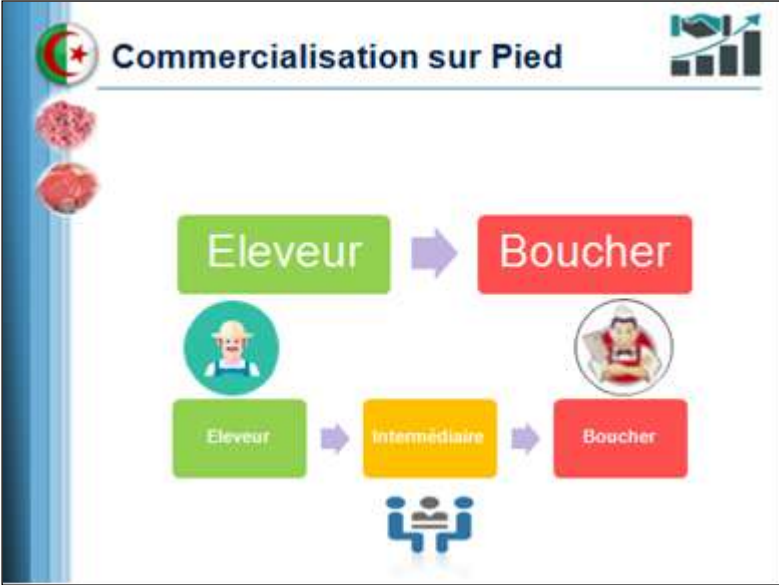 Commercialisation sur Pied
Eleveur
Boucher
Eleveur
Intermédiaire
Boucher